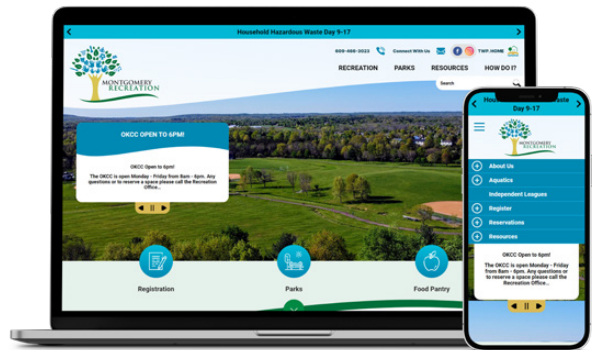 Household Hazardous Waste Day 9-17
Connect With Us
TWP. HOME
MONTGOMERY
RECREATION
RECREATION PARKS RESOURCES HOW DO I?
Search
OKCC OPEN TO 6PM!
OKCC Open to 6pm!
The OKCC is open Monday - Friday from 8am - 6pm. Any
questions or to reserve a space please call the Recreation
Office...
Registration
Parks
Food Pantry
Day 9-17
MONTGOMERY
RECREATION
About Us
Aquatics
Independent Leagues
Register
Reservations
Resources
OKCC Open to 6pm!
The OKCC is open Monday - Friday
from 8am - 6pm. Any questions or
to reserve a space please call the
Recreation Office...